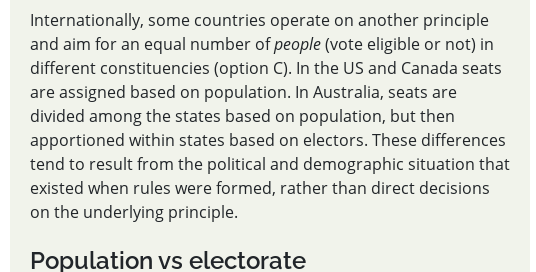 Internationally, some countries operate on another principle
and aim for an equal number of people (vote eligible or not) in
different constituencies (option C). In the US and Canada seats
are assigned based on population. In Australia, seats are
divided among the states based on population, but then
apportioned within states based on electors. These differences
tend to result from the political and demographic situation that
existed when rules were formed, rather than direct decisions
on the underlying principle.
Population vs electorate